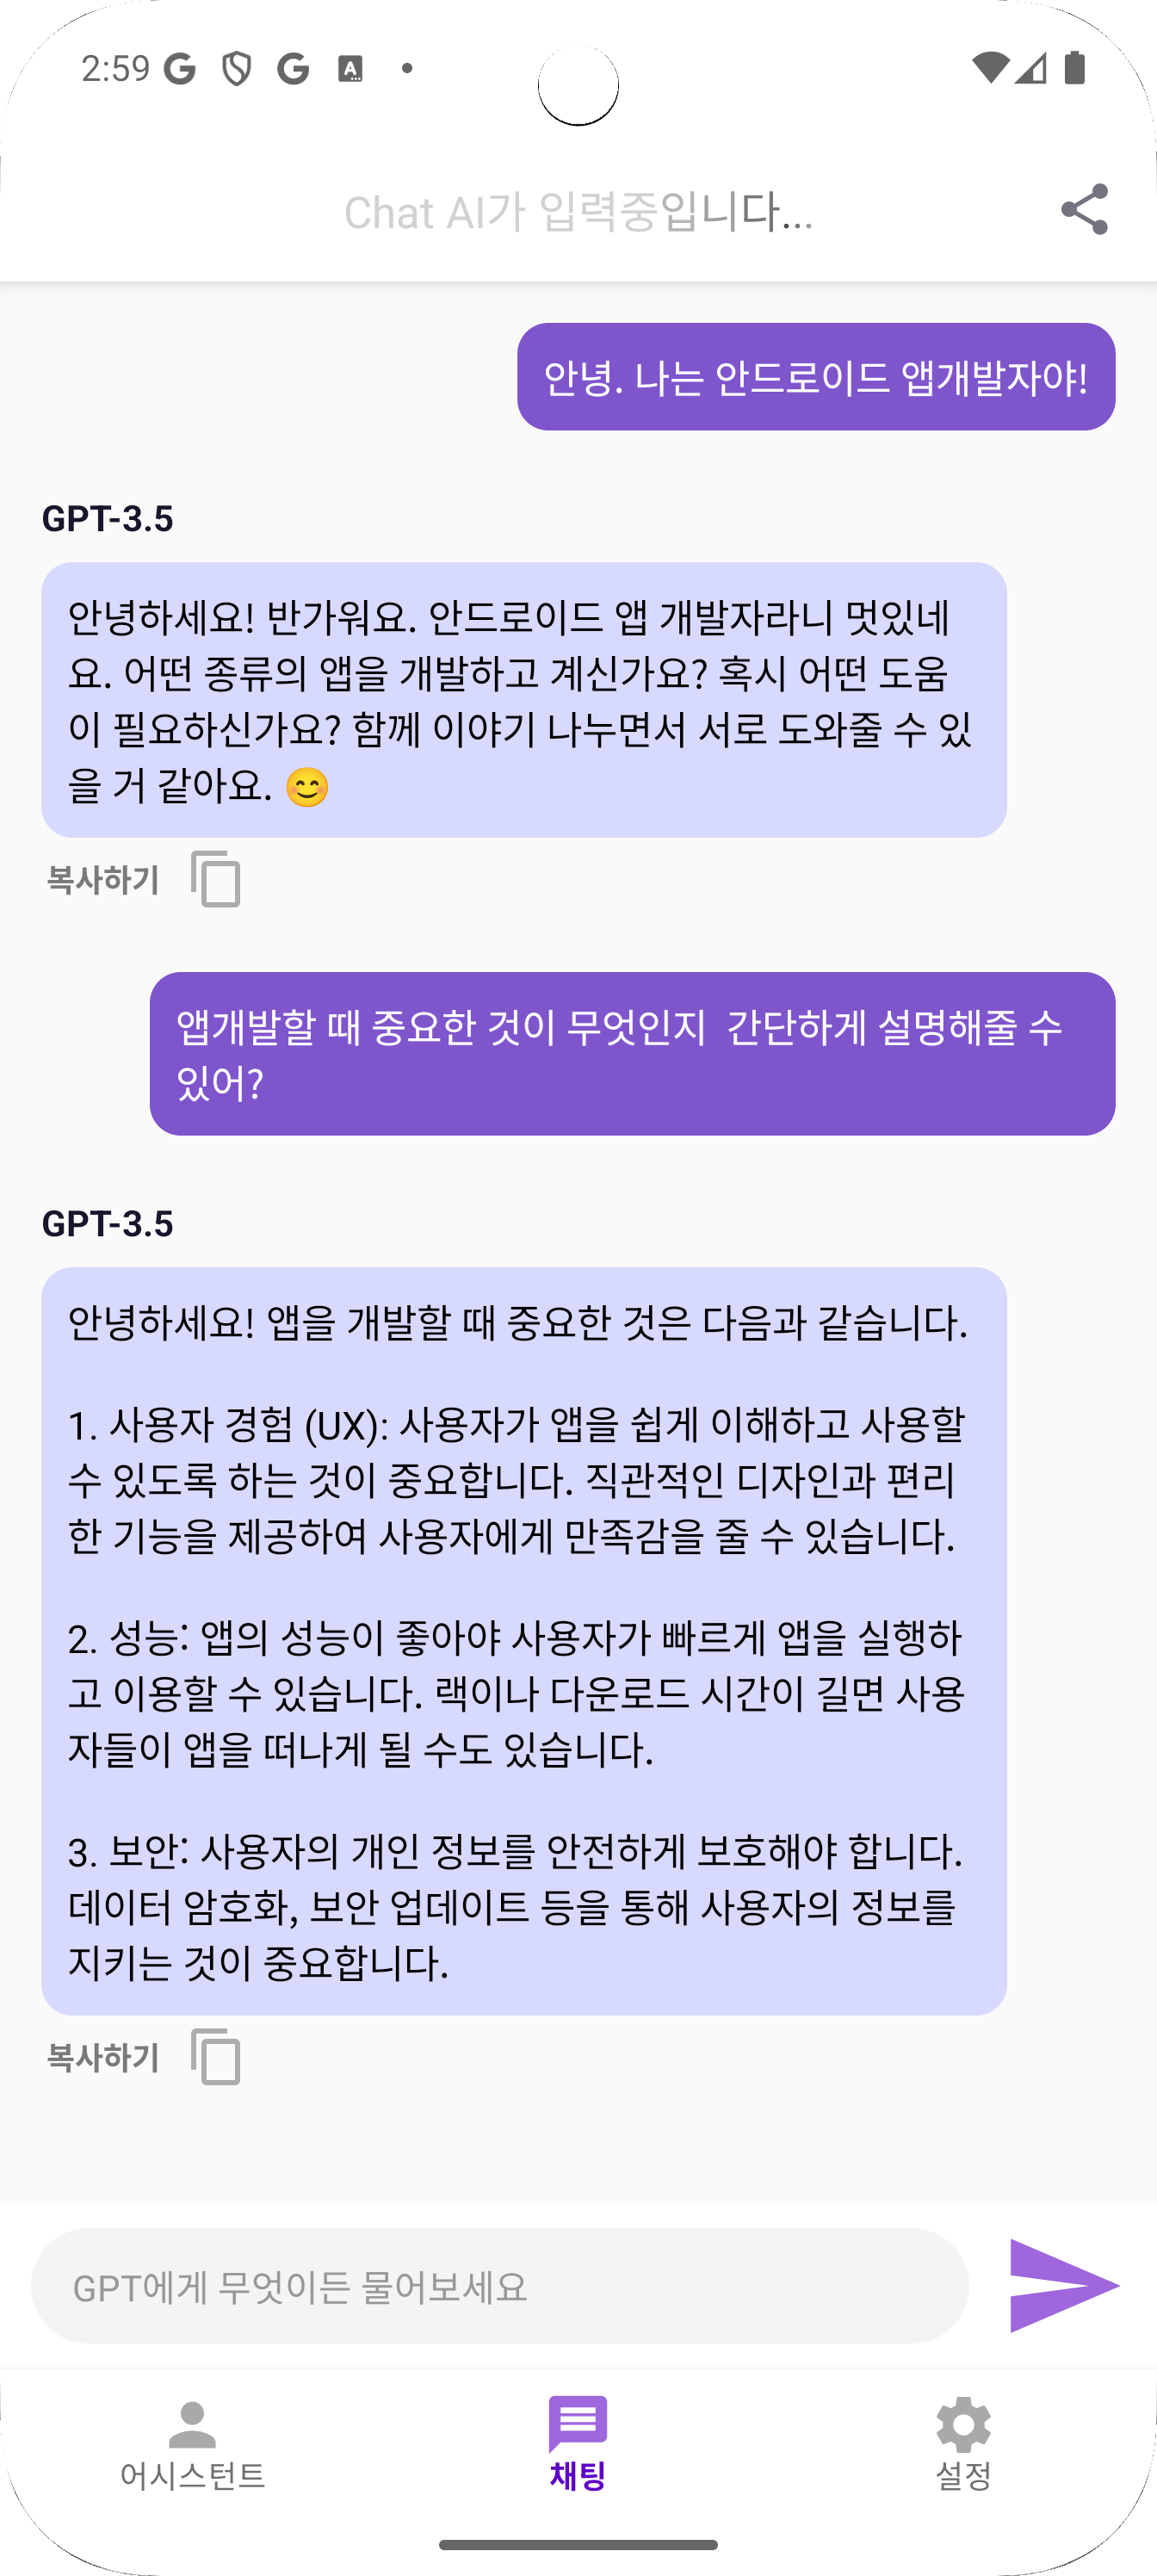 2:59
Chat AI가 입력중입니다...
안녕. 나는 안드로이드 앱개발자야!
GPT-3.5
안녕하세요! 반가워요. 안드로이드 앱 개발자라니 멋있네
요. 어떤 종류의 앱을 개발하고 계신가요? 혹시 어떤 도움
이 필요하신가요? 함께 이야기 나누면서 서로 도와줄 수 있
을 거 같아요. 😊
복사하기
앱개발할 때 중요한 것이 무엇인지  간단하게 설명해줄 수
있어?
GPT-3.5
안녕하세요! 앱을 개발할 때 중요한 것은 다음과 같습니다.
1. 사용자 경험 (UX): 사용자가 앱을 쉽게 이해하고 사용할
수 있도록 하는 것이 중요합니다. 직관적인 디자인과 편리
한 기능을 제공하여 사용자에게 만족감을 줄 수 있습니다.
2. 성능: 앱의 성능이 좋아야 사용자가 빠르게 앱을 실행하
고 이용할 수 있습니다. 랙이나 다운로드 시간이 길면 사용
자들이 앱을 떠나게 될 수도 있습니다.
3. 보안: 사용자의 개인 정보를 안전하게 보호해야 합니다.
데이터 암호화, 보안 업데이트 등을 통해 사용자의 정보를
지키는 것이 중요합니다.
복사하기
GPT에게 무엇이든 물어보세요
어시스턴트
채팅
설정